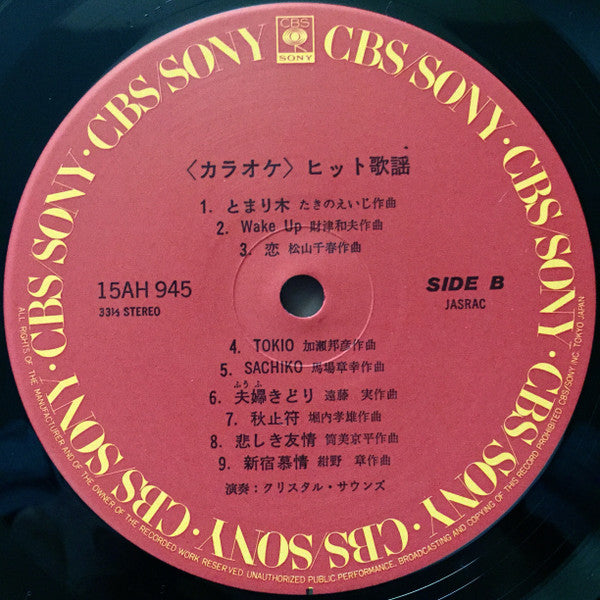 CBS
SONY
CBS/SONY · CBS/SONY · CBS/SONY · CBS/SONY · CBS/SONY · CBS/SONY · CBS/SONY · CBS/SONY
〈カラオケ〉ヒット歌謡
1. とまり木 たきのえいじ作曲
2. Wake Up 財津和夫作曲
3. 恋 松山千春作曲
15AH 945
33⅓ STEREO
SIDE B
JASRAC
4. TOKIO 加瀬邦彦作曲
5. SACHIKO 馬場章幸作曲
ふうふ
6. 夫婦きどり 遠藤 実作曲
7. 秋止符 堀内孝雄作曲
8. 悲しき友情 筒美京平作曲
9. 新宿慕情 紺野 章作曲
演奏：クリスタル・サウンズ
ALL RIGHTS OF THE MANUFACTURER AND OF THE OWNER OF THE RECORDED WORK RESERVED. UNAUTHORIZED PUBLIC PERFORMANCE, BROADCASTING AND COPYING OF THIS RECORD PROHIBITED CBS/SONY INC. TOKYO JAPAN